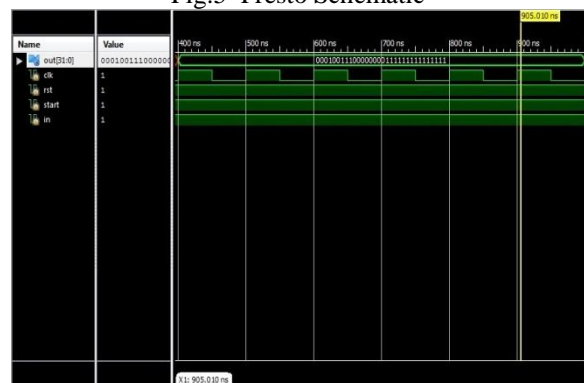 Fig.5 Presto Schematic
905.010 ns
Name Value 400 ns 500 ns 600 ns 700 ns 800 ns 900 ns
out[31:0] 000100111000000 00010011100000000111111111111111
clk 1
rst 1
start 1
in 1
X1: 905.010 ns